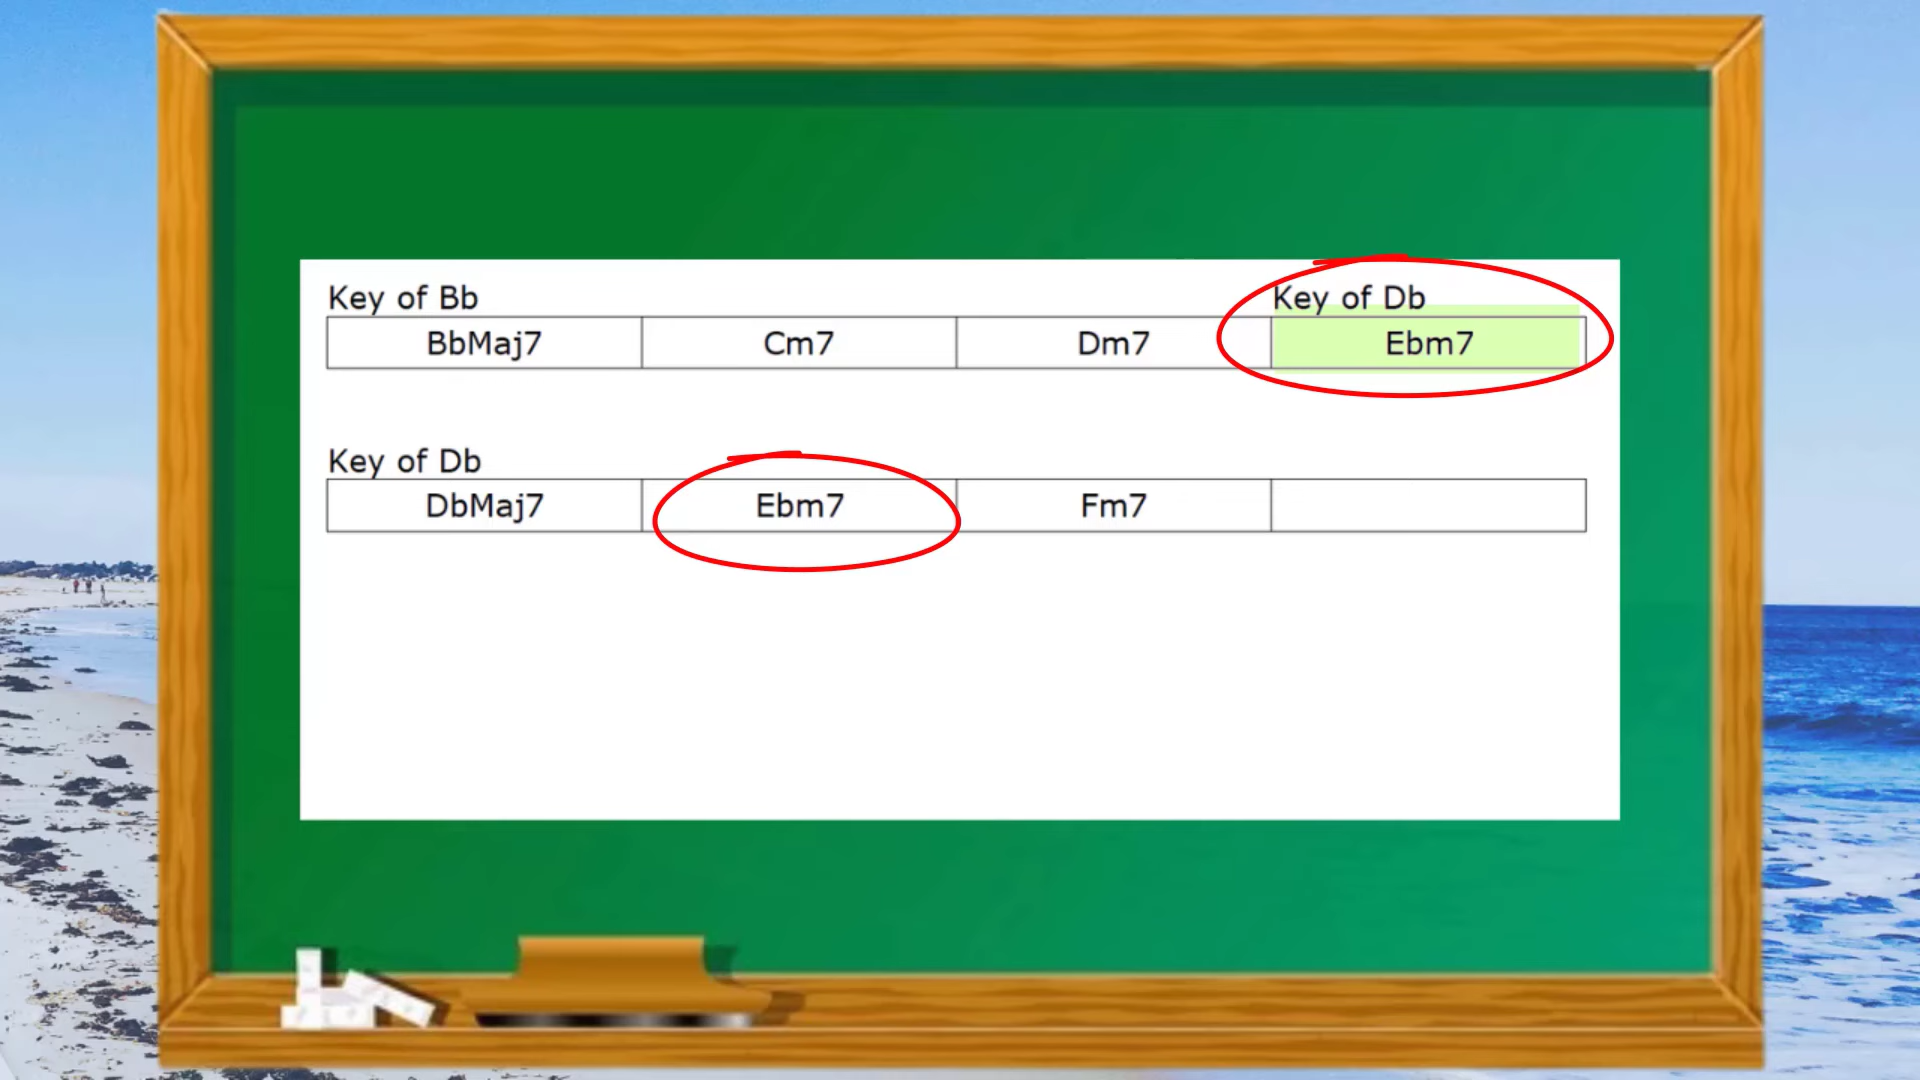 Key of Bb Key of Db
BbMaj7 Cm7 Dm7 Ebm7
Key of Db
DbMaj7 Ebm7 Fm7